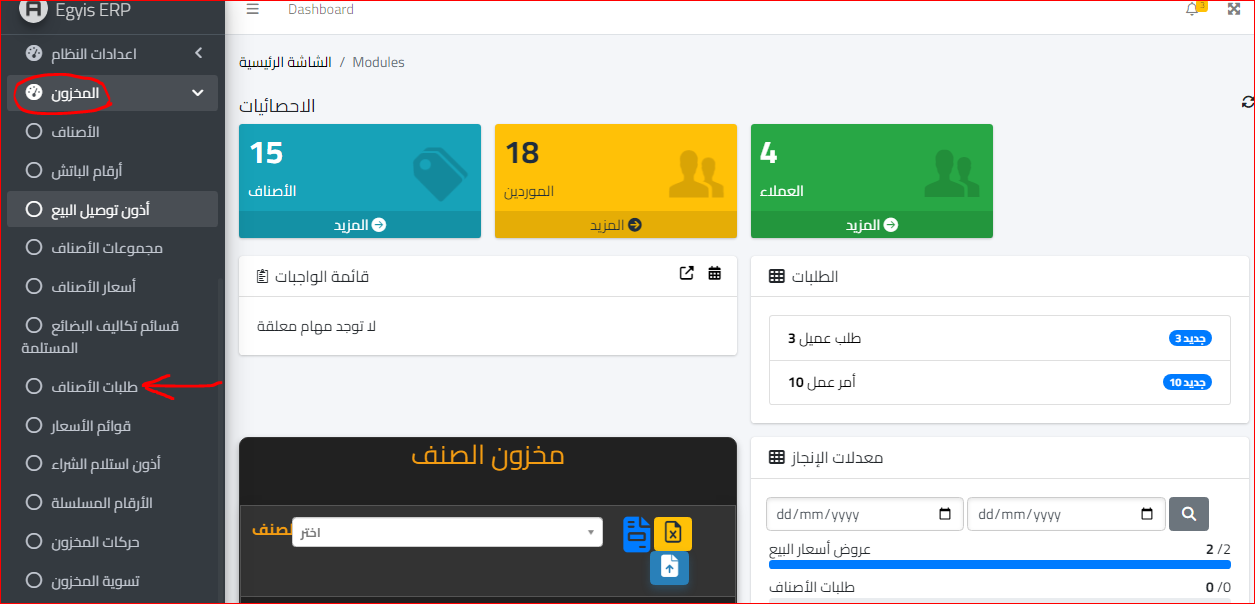 Egyis ERP
اعدادات النظام
المخزون
الأصناف
أرقام الباتش
أذون توصيل البيع
مجموعات الأصناف
أسعار الأصناف
قسائم تكاليف البضائع
المستلمة
طلبات الأصناف
قوائم الأسعار
أذون استلام الشراء
الأرقام المسلسلة
حركات المخزون
تسوية المخزون
Dashboard
3
الشاشة الرئيسية / Modules
الاحصائيات
15
الأصناف
المزيد
18
الموردين
المزيد
4
العملاء
المزيد
قائمة الواجبات
لا توجد مهام معلقة
الطلبات
3 طلب عميل
3 جديد
10 أمر عمل
10 جديد
مخزون الصنف
الصنف
اختر
معدلات الإنجاز
dd/mm/yyyy
dd/mm/yyyy
عروض أسعار البيع
2 /2
طلبات الأصناف
0 /0